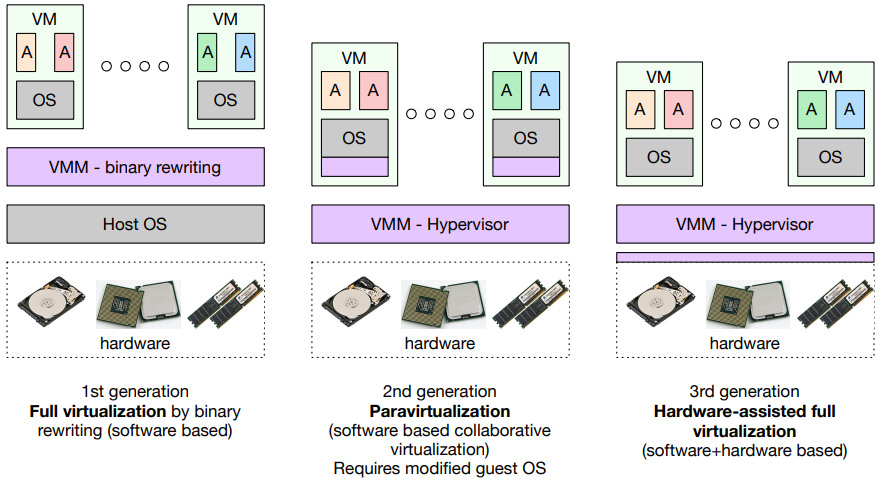 VM
A A
OS
VM
A A
OS
VMM - binary rewriting
Host OS
hardware
1st generation
Full virtualization by binary
rewriting (software based)
VM
A A
OS
VM
A A
OS
VMM - Hypervisor
hardware
2nd generation
Paravirtualization
(software based collaborative
virtualization)
Requires modified guest OS
VM
A A
OS
VM
A A
OS
VMM - Hypervisor
hardware
3rd generation
Hardware-assisted full
virtualization
(software+hardware based)